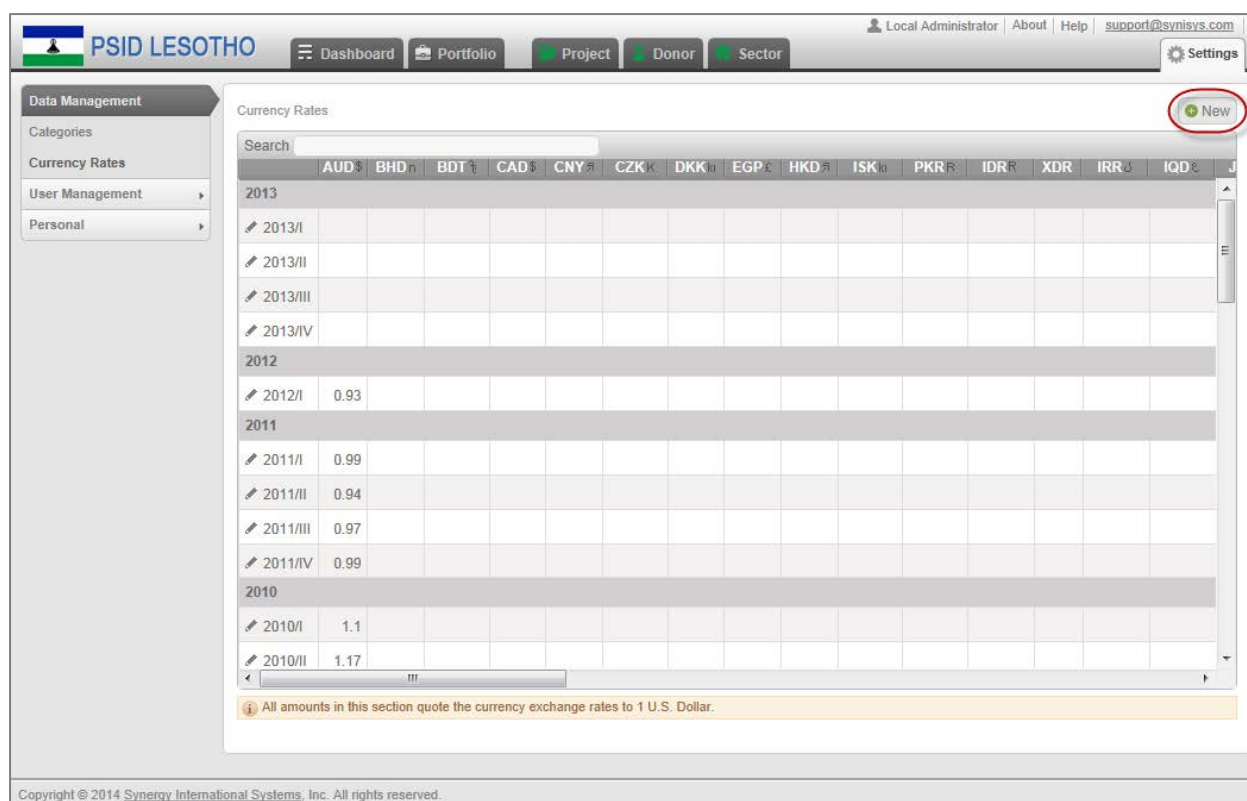 Local Administrator About Help support@synisys.com
PSID LESOTHO Dashboard Portfolio Project Donor Sector Settings
Data Management
Categories
Currency Rates
User Management
Personal
Currency Rates New
Search
AUD $ BHD BDT CAD $ CNY CZK DKK EGP £ HKD ISK PKR IDR XDR IRR IQD J
2013
2013/I
2013/II
2013/III
2013/IV
2012
2012/I 0.93
2011
2011/I 0.99
2011/II 0.94
2011/III 0.97
2011/IV 0.99
2010
2010/I 1.1
2010/II 1.17
All amounts in this section quote the currency exchange rates to 1 U.S. Dollar.
Copyright © 2014 Synergy International Systems, Inc. All rights reserved.